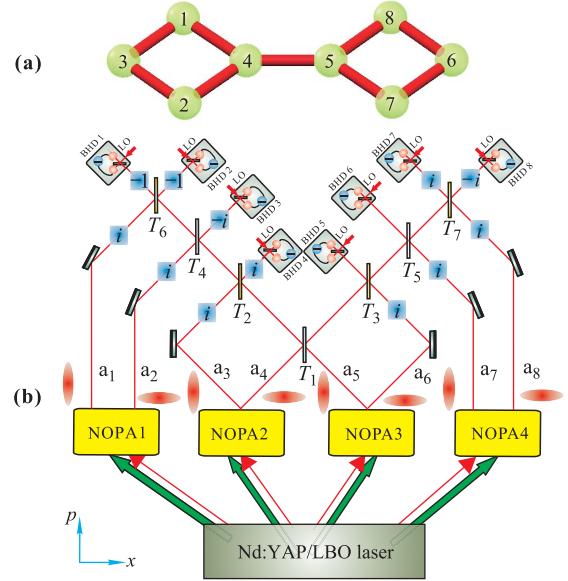 (a)
1
8
3
4
5
6
2
7
BHD 1
LO
BHD 2
LO
BHD 3
LO
BHD 4
LO
BHD 5
LO
BHD 6
LO
BHD 7
LO
BHD 8
LO
-1
-1
i
-i
i
i
i
i
i
-i
i
i
T6
T4
T2
T1
T3
T5
T7
(b)
a1
a2
a3
a4
a5
a6
a7
a8
NOPA1
NOPA2
NOPA3
NOPA4
p
x
Nd:YAP/LBO laser